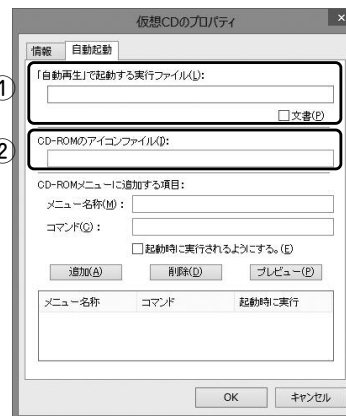 仮想CDのプロパティ
×
情報 自動起動
①
「自動再生」で起動する実行ファイル(L):
文書(P)
②
CD-ROMのアイコンファイル(I):
CD-ROMメニューに追加する項目:
メニュー名称(M):
コマンド(C):
起動時に実行されるようにする。(E)
追加(A) 削除(D) プレビュー(P)
メニュー名称 コマンド 起動時に実行
OK キャンセル